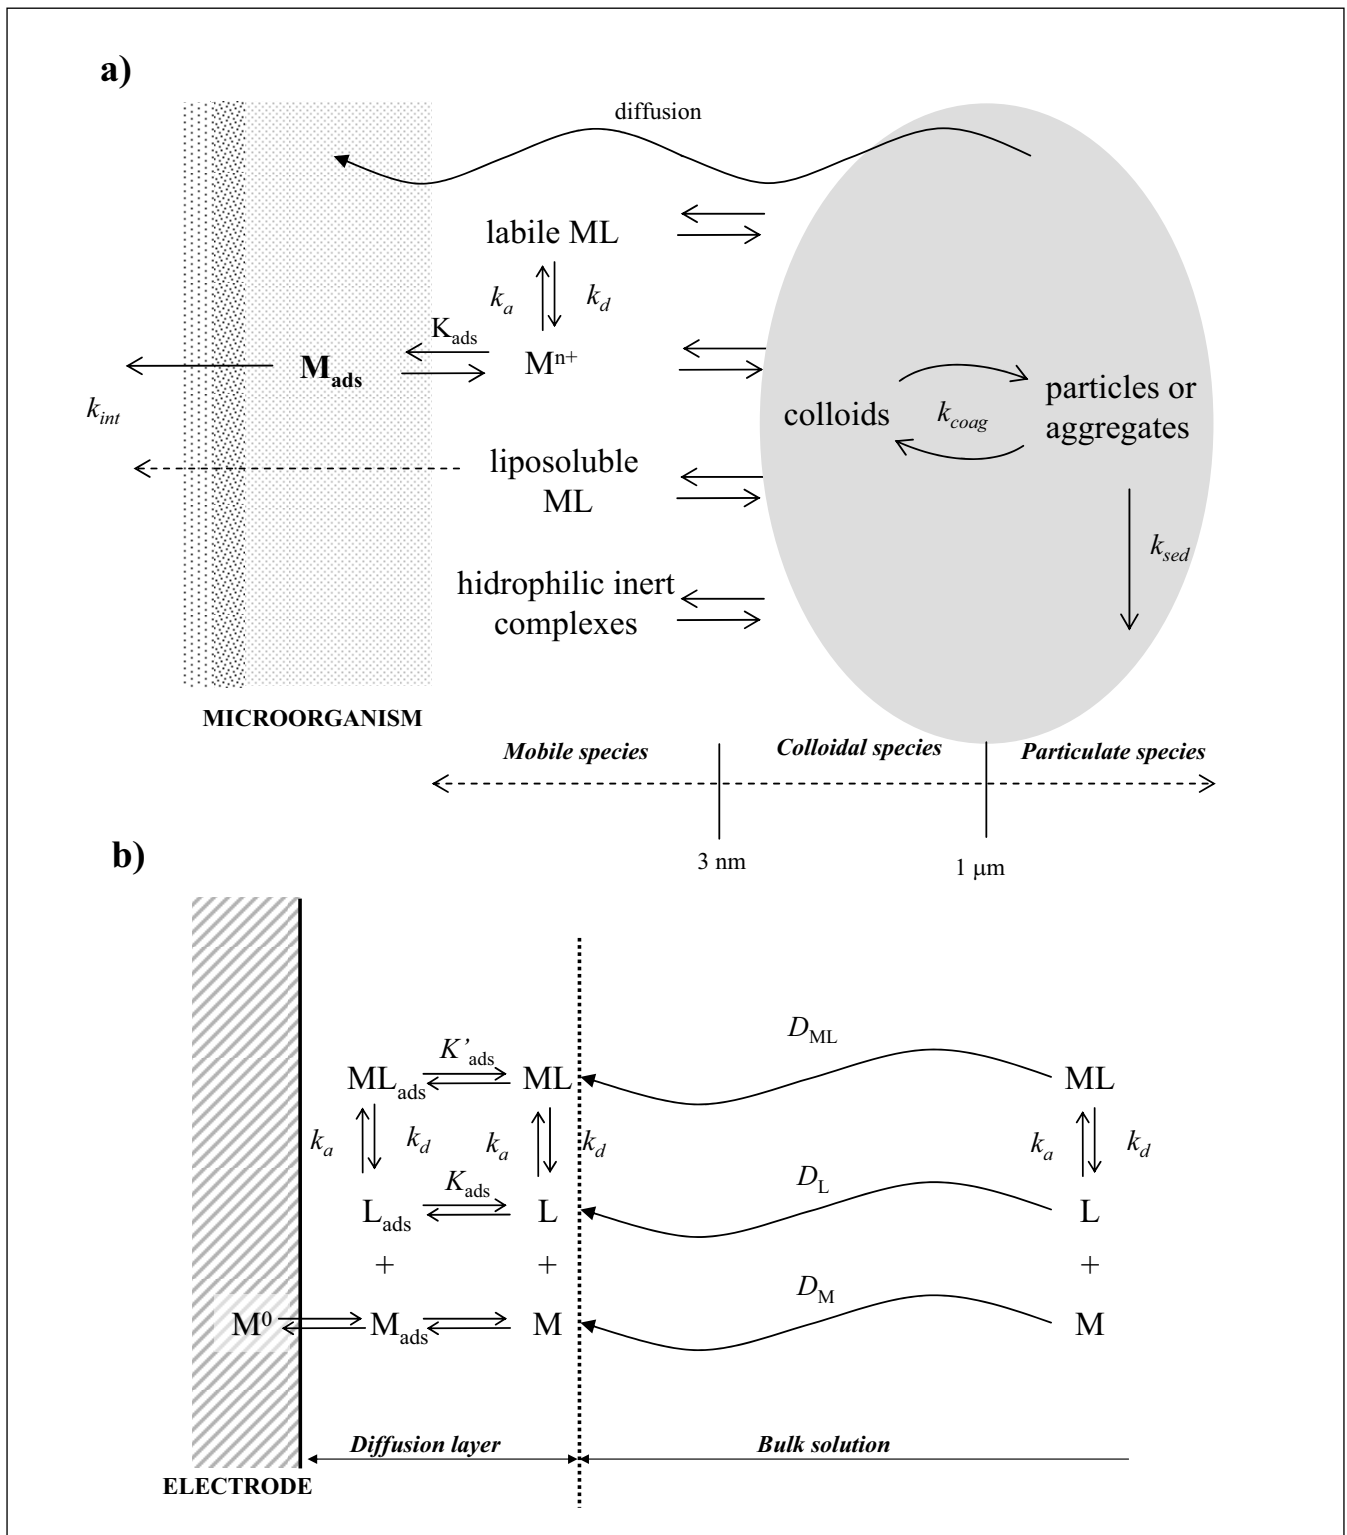 a)
diffusion
labile ML
k_a k_d
K_ads
M_ads M^n+
k_int
colloids k_coag particles or
aggregates
liposoluble
ML
k_sed
hidrophilic inert
complexes
MICROORGANISM
Mobile species Colloidal species Particulate species
3 nm 1 μm
b)
D_ML
K’_ads
ML_ads ML ML
k_a k_d k_a k_d k_a k_d
K_ads D_L
L_ads L L
+ + +
D_M
M^0 M_ads M M
Diffusion layer Bulk solution
ELECTRODE